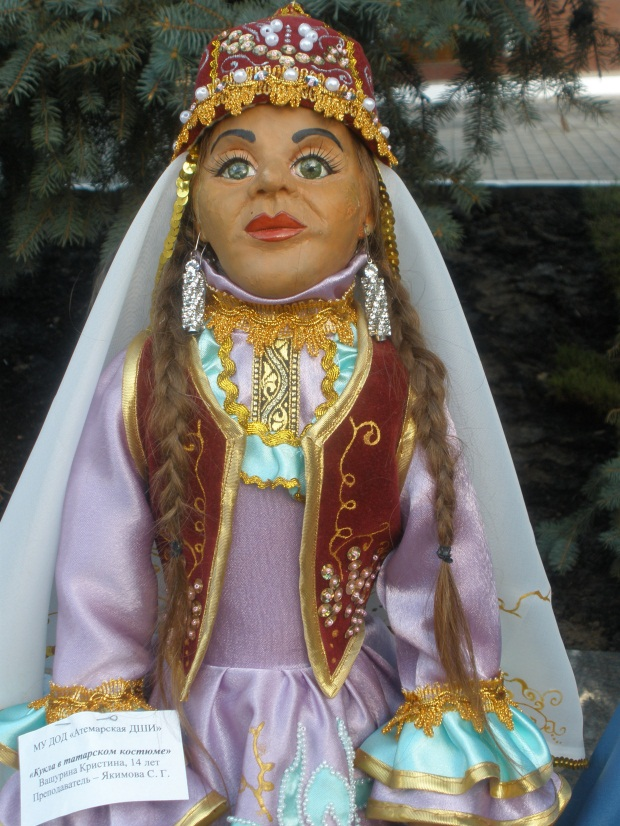 МУ ДОД «Атемарская ДШИ»
«Кукла в татарском костюме»
Ващурина Кристина, 14 лет
Преподаватель – Якимова С. Г.